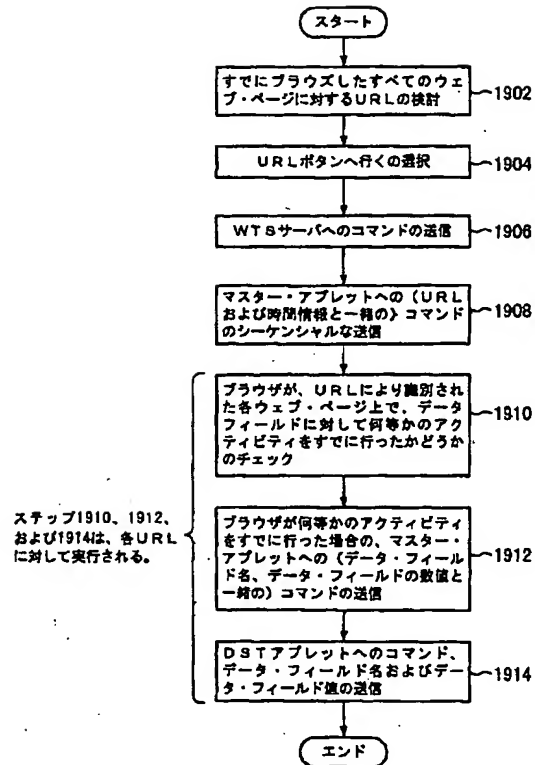 スタート
すでにブラウズしたすべてのウェ
ブ・ページに対するURLの検討
1902
URLボタンへ行くの選択
1904
WTSサーバへのコマンドの送信
1906
マスター・アプレットへの(URL
および時間情報と一緒の)コマンド
のシーケンシャルな送信
1908
ブラウザが、URLにより識別され
た各ウェブ・ページ上で、データ
フィールドに対して何等かのアク
ティビティをすでに行ったかどうか
のチェック
1910
ステップ1910、1912、
および1914は、各URL
に対して実行される。
ブラウザが何等かのアクティビティ
をすでに行った場合の、マスター・
アプレットへの(データ・フィール
ド名、データ・フィールドの数値と
一緒の)コマンドの送信
1912
DSTアプレットへのコマンド、
データ・フィールド名およびデー
タ・フィールド値の送信
1914
エンド